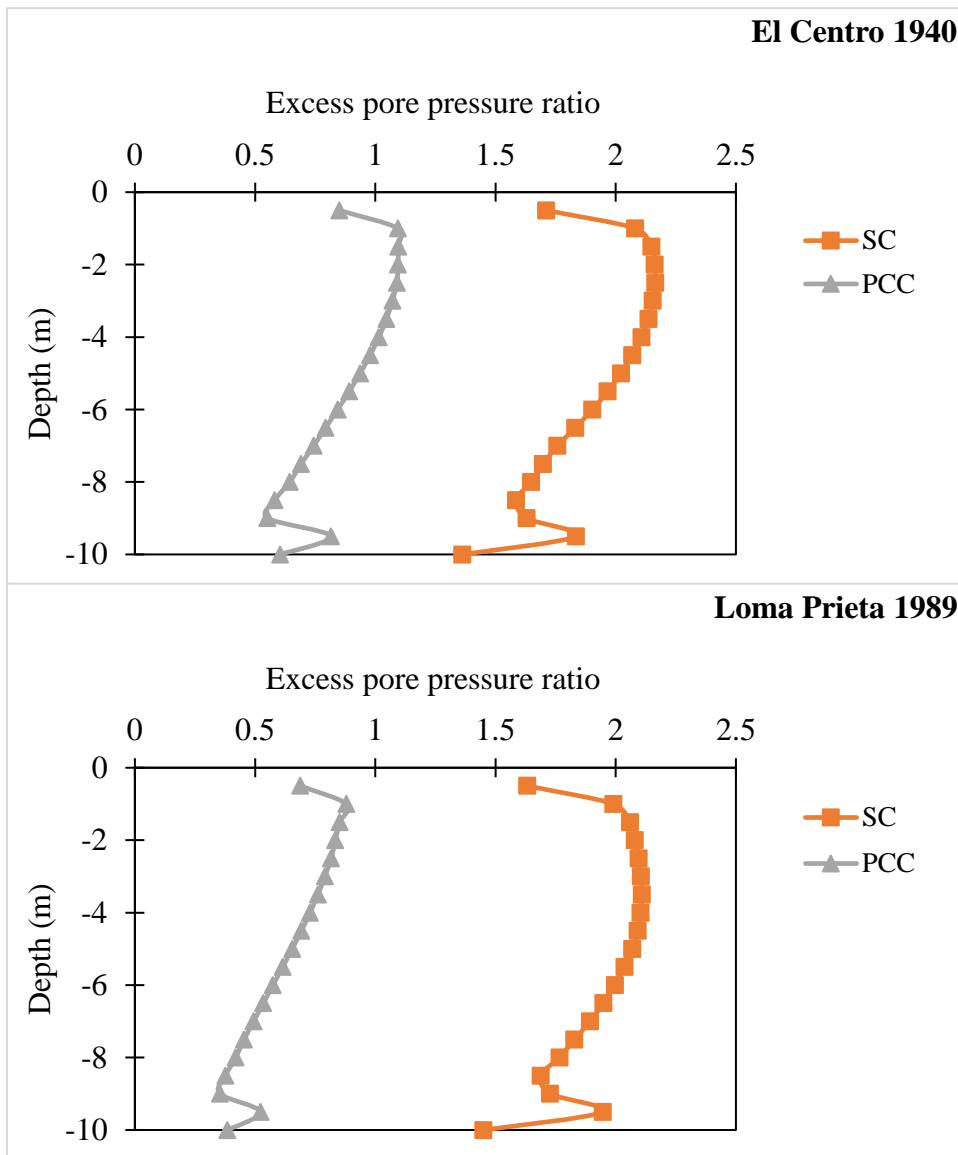 El Centro 1940
Excess pore pressure ratio
0 0.5 1 1.5 2 2.5
0
-2
-4
-6
-8
-10
Depth (m)
SC
PCC
Loma Prieta 1989
Excess pore pressure ratio
0 0.5 1 1.5 2 2.5
0
-2
-4
-6
-8
-10
Depth (m)
SC
PCC